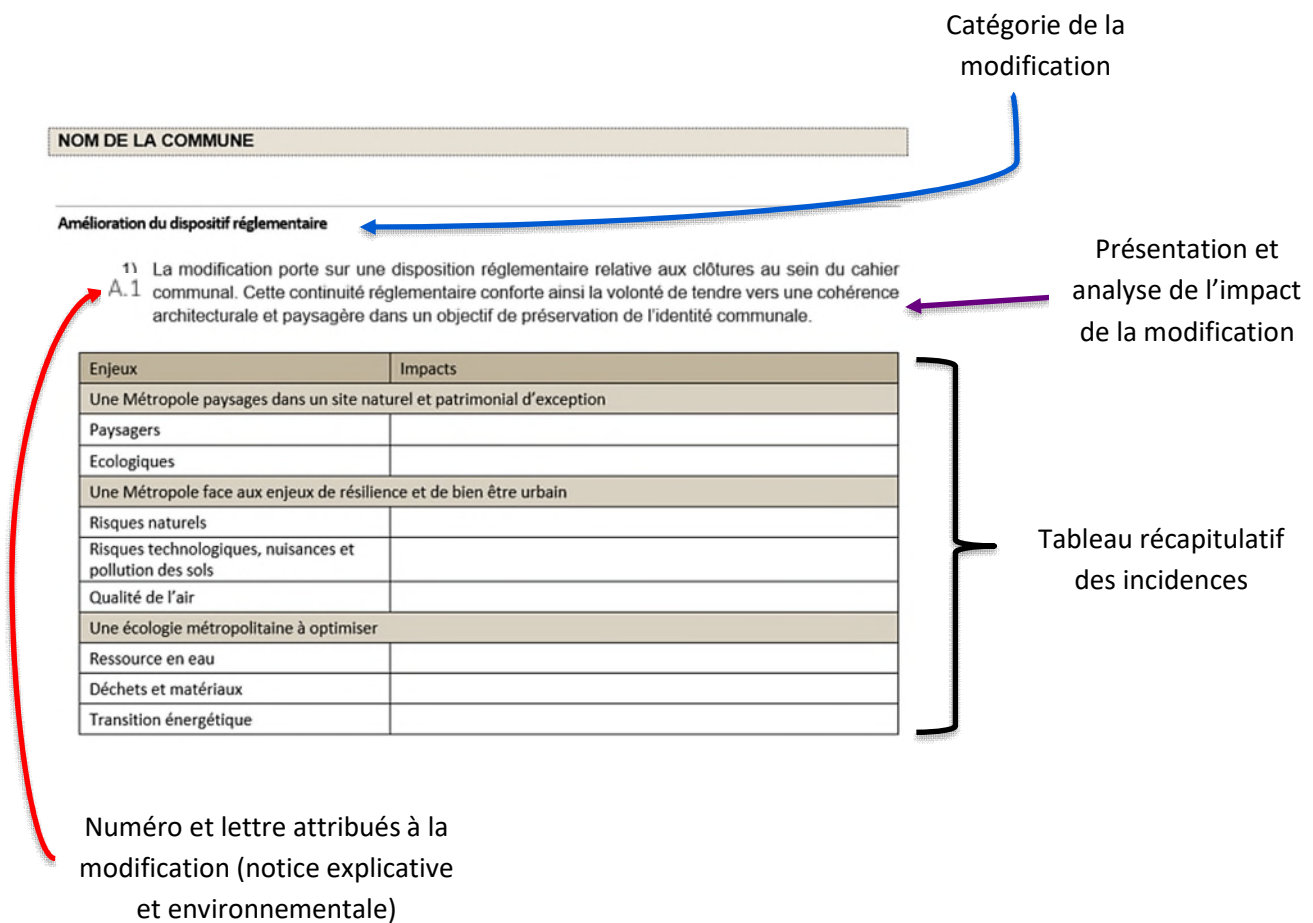 Catégorie de la
modification
NOM DE LA COMMUNE
Amélioration du dispositif réglementaire
1) La modification porte sur une disposition réglementaire relative aux clôtures au sein du cahier
A.1 communal. Cette continuité réglementaire conforte ainsi la volonté de tendre vers une cohérence
architecturale et paysagère dans un objectif de préservation de l'identité communale.
Présentation et
analyse de l’impact
de la modification
Enjeux Impacts
Une Métropole paysages dans un site naturel et patrimonial d’exception
Paysagers
Ecologiques
Une Métropole face aux enjeux de résilience et de bien être urbain
Risques naturels
Risques technologiques, nuisances et
pollution des sols
Qualité de l’air
Une écologie métropolitaine à optimiser
Ressource en eau
Déchets et matériaux
Transition énergétique
Tableau récapitulatif
des incidences
Numéro et lettre attribués à la
modification (notice explicative
et environnementale)